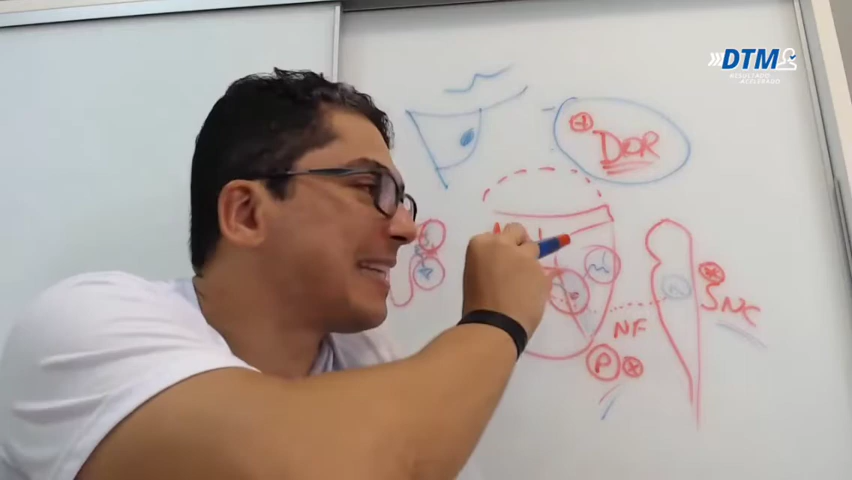 DTM
RESULTADO
ACELERADO
DOR
SNC
NF
P